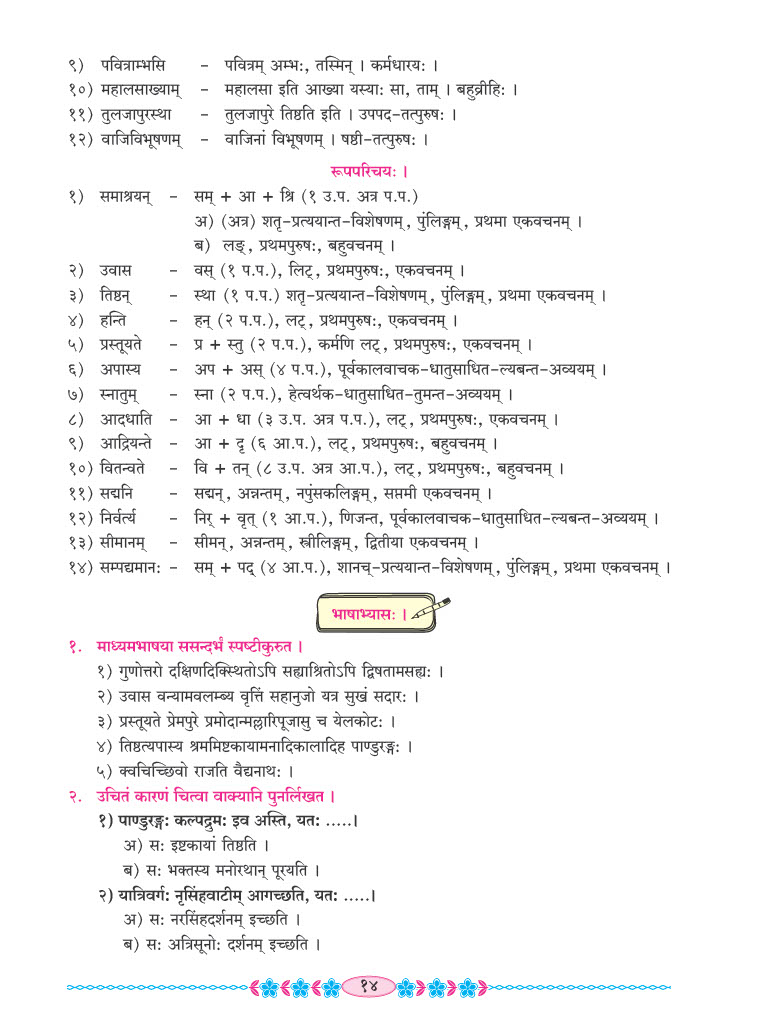 ९) पवित्राम्भसि – पवित्रम् अम्भः, तस्मिन् । कर्मधारयः ।
१०) महालसाख्याम् – महालसा इति आख्या यस्याः सा, ताम् । बहुव्रीहिः ।
११) तुलजापुरस्था – तुलजापुरे तिष्ठति इति । उपपद-तत्पुरुषः ।
१२) वाजिविभूषणम् – वाजिनां विभूषणम् । षष्ठी-तत्पुरुषः ।
रूपपरिचयः ।
१) समाश्रयन् – सम् + आ + श्रि (१ उ.प. अत्र प.प.)
अ) (अत्र) शतृ-प्रत्ययान्त-विशेषणम्, पुंलिङ्गम्, प्रथमा एकवचनम् ।
ब) लङ्, प्रथमपुरुषः, बहुवचनम् ।
२) उवास – वस् (१ प.प.), लिट्, प्रथमपुरुषः, एकवचनम् ।
३) तिष्ठन् – स्था (१ प.प.) शतृ-प्रत्ययान्त-विशेषणम्, पुंलिङ्गम्, प्रथमा एकवचनम् ।
४) हन्ति – हन् (२ प.प.), लट्, प्रथमपुरुषः, एकवचनम् ।
५) प्रस्तूयते – प्र + स्तु (२ प.प.), कर्मणि लट्, प्रथमपुरुषः, एकवचनम् ।
६) अपास्य – अप + अस् (४ प.प.), पूर्वकालवाचक-धातुसाधित-ल्यबन्त-अव्ययम् ।
७) स्नातुम् – स्ना (२ प.प.), हेत्वर्थक-धातुसाधित-तुमन्त-अव्ययम् ।
८) आदधाति – आ + धा (३ उ.प. अत्र प.प.), लट्, प्रथमपुरुषः, एकवचनम् ।
९) आद्रियन्ते – आ + दृ (६ आ.प.), लट्, प्रथमपुरुषः, बहुवचनम् ।
१०) वितन्वते – वि + तन् (८ उ.प. अत्र आ.प.), लट्, प्रथमपुरुषः, बहुवचनम् ।
११) सद्मनि – सद्मन्, अन्नन्तम्, नपुंसकलिङ्गम्, सप्तमी एकवचनम् ।
१२) निर्वर्त्य – निर् + वृत् (१ आ.प.), णिजन्त, पूर्वकालवाचक-धातुसाधित-ल्यबन्त-अव्ययम् ।
१३) सीमानम् – सीमन्, अन्नन्तम्, स्त्रीलिङ्गम्, द्वितीया एकवचनम् ।
१४) सम्पद्यमानः – सम् + पद् (४ आ.प.), शानच्-प्रत्ययान्त-विशेषणम्, पुंलिङ्गम्, प्रथमा एकवचनम् ।
भाषाभ्यासः ।
१. माध्यमभाषया ससन्दर्भं स्पष्टीकुरुत ।
१) गुणोत्तरो दक्षिणदिक्स्थितोऽपि सह्याश्रितोऽपि द्विषतामसह्यः ।
२) उवास वन्यामवलम्ब्य वृत्तिं सहानुजो यत्र सुखं सदारः ।
३) प्रस्तूयते प्रेमपुरे प्रमोदान्मल्लारिपूजासु च येलकोटः ।
४) तिष्ठत्यपास्य श्रममिष्टकायामनादिकालादिह पाण्डुरङ्गः ।
५) क्वचिच्छिवो राजति वैद्यनाथः ।
२. उचितं कारणं चित्वा वाक्यानि पुनर्लिखत ।
१) पाण्डुरङ्गः कल्पद्रुमः इव अस्ति, यतः .....।
अ) सः इष्टकायां तिष्ठति ।
ब) सः भक्तस्य मनोरथान् पूरयति ।
२) यात्रिवर्गः नृसिंहवाटीम् आगच्छति, यतः .....।
अ) सः नरसिंहदर्शनम् इच्छति ।
ब) सः अत्रिसूनोः दर्शनम् इच्छति ।
१४